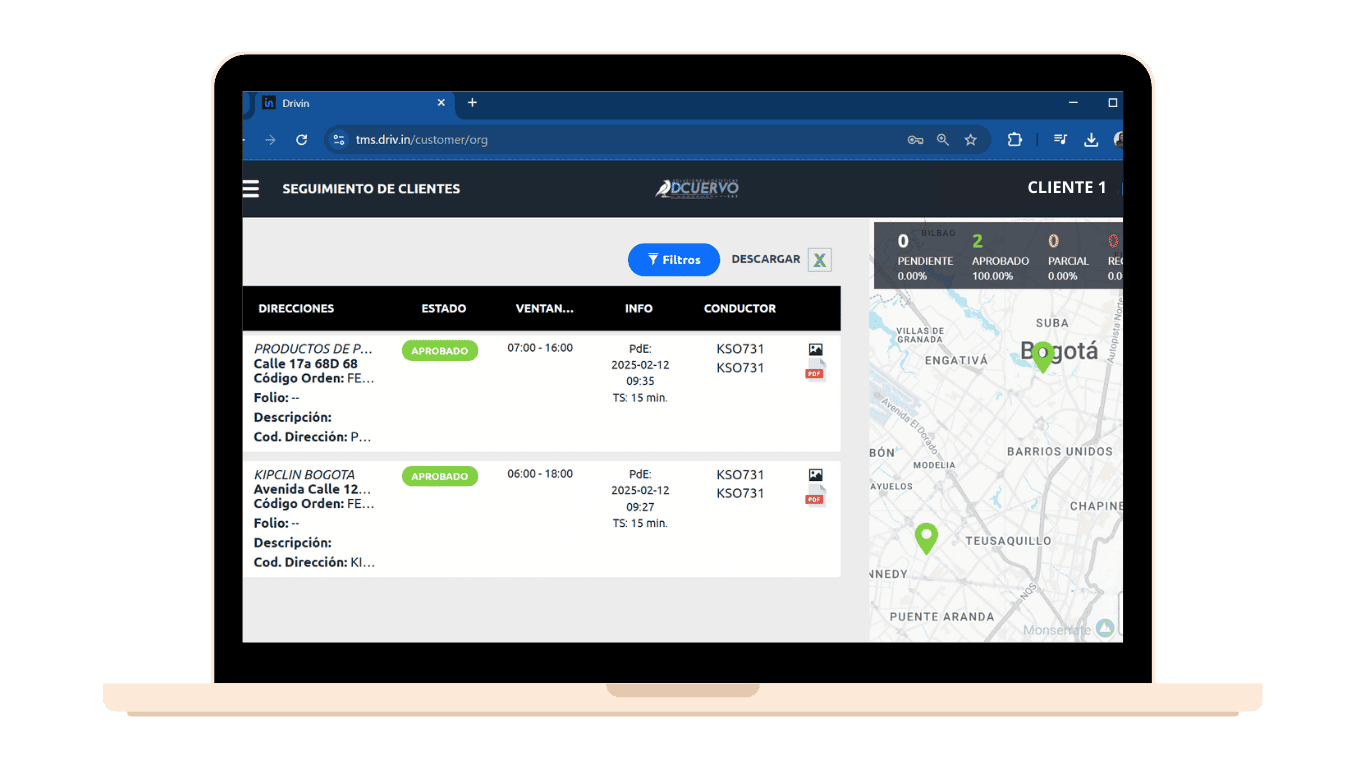 in Drivin
tms.driv.in/customer/org
SEGUIMIENTO DE CLIENTES
DCUERVO
CLIENTE 1
Filtros
DESCARGAR
X
0
PENDIENTE
0.00%
2
APROBADO
100.00%
0
PARCIAL
0.00%
0
REC
0.0
DIRECCIONES ESTADO VENTAN... INFO CONDUCTOR
PRODUCTOS DE P...
Calle 17a 68D 68
Código Orden: FE...
Folio: --
Descripción:
Cod. Dirección: P...
APROBADO
07:00 - 16:00
PdE:
2025-02-12
09:35
TS: 15 min.
KSO731
KSO731
PDF
KIPCLIN BOGOTA
Avenida Calle 12...
Código Orden: FE...
Folio: --
Descripción:
Cod. Dirección: KI...
APROBADO
06:00 - 18:00
PdE:
2025-02-12
09:27
TS: 15 min.
KSO731
KSO731
PDF
BILBAO
SUBA
VILLAS DE
GRANADA
Bogotá
ENGATIVÁ
Autopista Norte
Avenida El Dorado
BARRIOS UNIDOS
BÓN
MODELIA
AYUELOS
CHAPINE
TEUSAQUILLO
NNEDY
NQS
PUENTE ARANDA
Monserrate